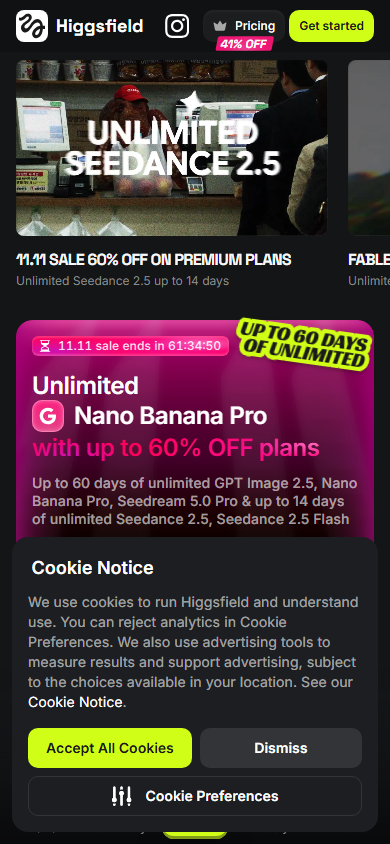 Higgsfield
Pricing
41% OFF
Get started
UNLIMITED
SEEDANCE 2.5
11.11 SALE 60% OFF ON PREMIUM PLANS
Unlimited Seedance 2.5 up to 14 days
FABLE
Unlimite
11.11 sale ends in 61:34:50
UP TO 60 DAYS
OF UNLIMITED
Unlimited
G Nano Banana Pro
with up to 60% OFF plans
Up to 60 days of unlimited GPT Image 2.5, Nano
Banana Pro, Seedream 5.0 Pro & up to 14 days
of unlimited Seedance 2.5, Seedance 2.5 Flash
Cookie Notice
We use cookies to run Higgsfield and understand
use. You can reject analytics in Cookie
Preferences. We also use advertising tools to
measure results and support advertising, subject
to the choices available in your location. See our
Cookie Notice.
Accept All Cookies
Dismiss
Cookie Preferences